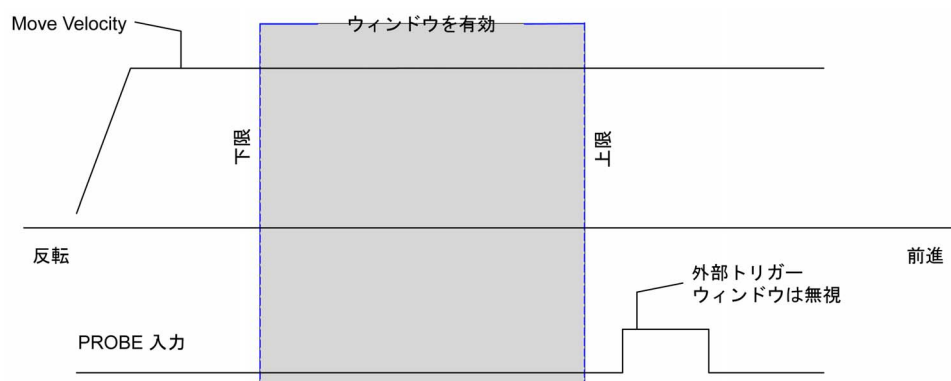 Move Velocity
ウィンドウを有効
下限
上限
反転
前進
外部トリガー
ウィンドウは無視
PROBE 入力